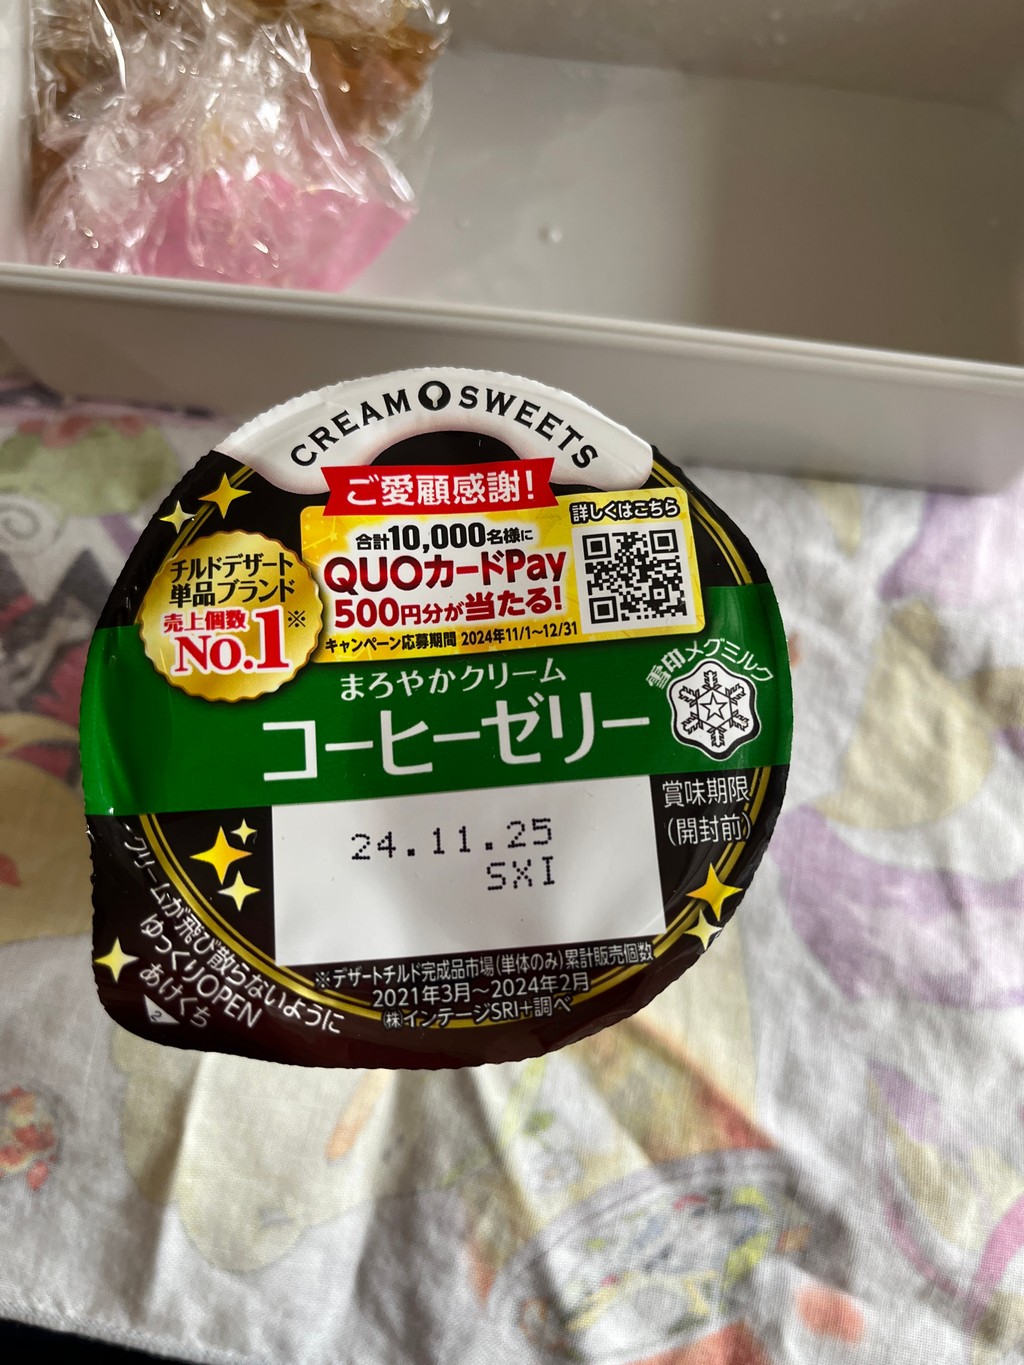 CREAM SWEETS
ご愛顧感謝!
詳しくはこちら
合計10,000名様に
QUOカードPay
500円分が当たる!
キャンペーン応募期間 2024年11/1~12/31
チルドデザート
単品ブランド
売上個数
No.1※
まろやかクリーム
コーヒーゼリー
雪印メグミルク
賞味期限
(開封前)
24.11.25
SXI
クリームが飛び散らないように
ゆっくりOPEN
あけくち
2
※デザートチルド完成品市場(単体のみ)累計販売個数
2021年3月~2024年2月
㈱インテージSRI+調べ